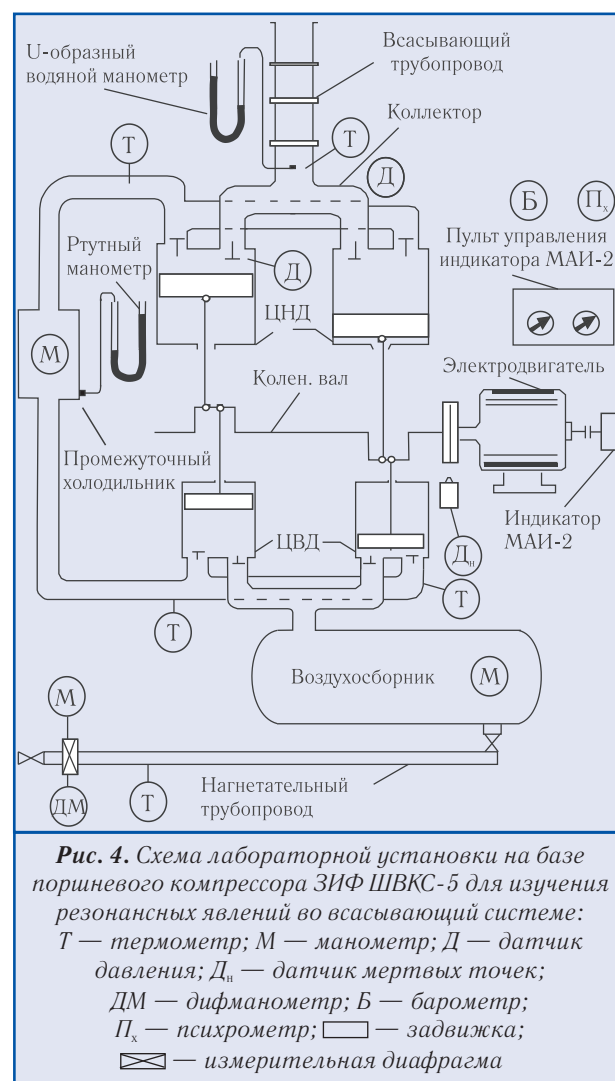 U-образный
водяной манометр
Всасывающий
трубопровод
Коллектор
Т
Т
Д
Б
Пₓ
Пульт управления
индикатора МАИ-2
Ртутный
манометр
Д
ЦНД
М
Колен. вал
Электродвигатель
Промежуточный
холодильник
Индикатор
МАИ-2
ЦВД
Дн
Т
Т
Воздухосборник
М
М
Нагнетательный
трубопровод
ДМ
Т
Рис. 4. Схема лабораторной установки на базе
поршневого компрессора ЗИФ ШВКС-5 для изучения
резонансных явлений во всасывающий системе:
Т — термометр; М — манометр; Д — датчик
давления; Дн — датчик мертвых точек;
ДМ — дифманометр; Б — барометр;
Пₓ — психрометр; — задвижка;
— измерительная диафрагма